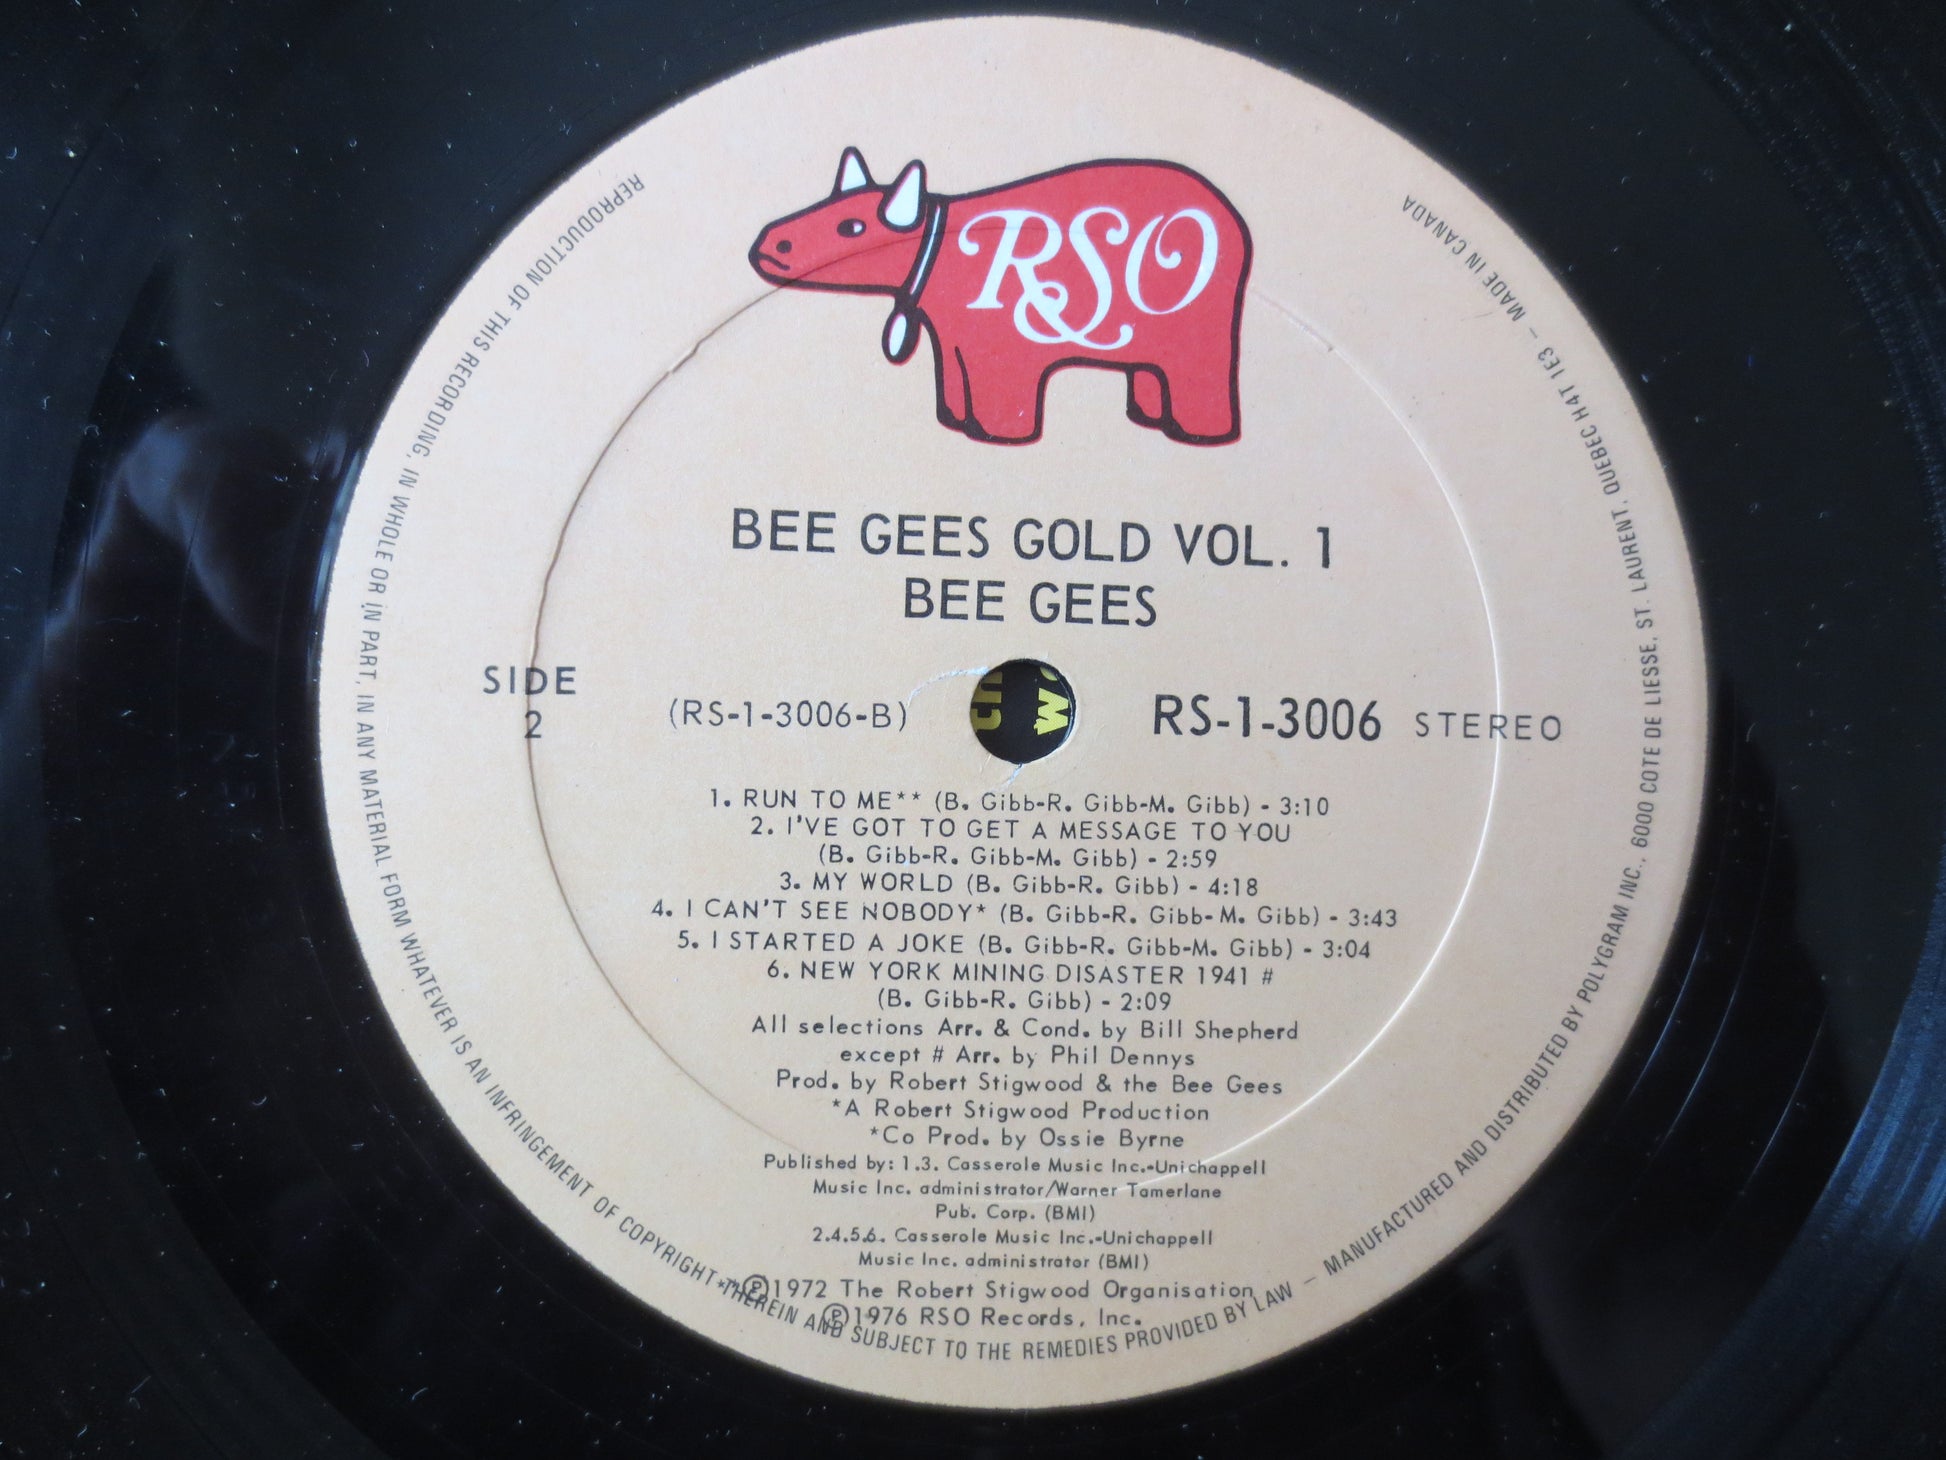 RSO
BEE GEES GOLD VOL. 1
BEE GEES
SIDE
2
(RS-1-3006-B)
RS-1-3006 STEREO
1. RUN TO ME** (B. Gibb-R. Gibb-M. Gibb) - 3:10
2. I'VE GOT TO GET A MESSAGE TO YOU
(B. Gibb-R. Gibb-M. Gibb) - 2:59
3. MY WORLD (B. Gibb-R. Gibb) - 4:18
4. I CAN'T SEE NOBODY* (B. Gibb-R. Gibb-M. Gibb) - 3:43
5. I STARTED A JOKE (B. Gibb-R. Gibb-M. Gibb) - 3:04
6. NEW YORK MINING DISASTER 1941 #
(B. Gibb-R. Gibb) - 2:09
All selections Arr. & Cond. by Bill Shepherd
except # Arr. by Phil Dennys
Prod. by Robert Stigwood & the Bee Gees
*A Robert Stigwood Production
*Co Prod. by Ossie Byrne
Published by: 1.3. Casserole Music Inc.-Unichappell
Music Inc. administrator/Warner Tamerlane
Pub. Corp. (BMI)
2.4.5.6. Casserole Music Inc.-Unichappell
Music Inc. administrator (BMI)
**℗1972 The Robert Stigwood Organisation
℗1976 RSO Records, Inc.
REPRODUCTION OF THIS RECORDING, IN WHOLE OR IN PART, IN ANY MATERIAL FORM WHATEVER IS AN INFRINGEMENT OF COPYRIGHT THEREIN AND SUBJECT TO THE REMEDIES PROVIDED BY LAW – MANUFACTURED AND DISTRIBUTED BY POLYGRAM INC., 6000 COTE DE LIESSE, ST. LAURENT, QUEBEC H4T 1E3 – MADE IN CANADA